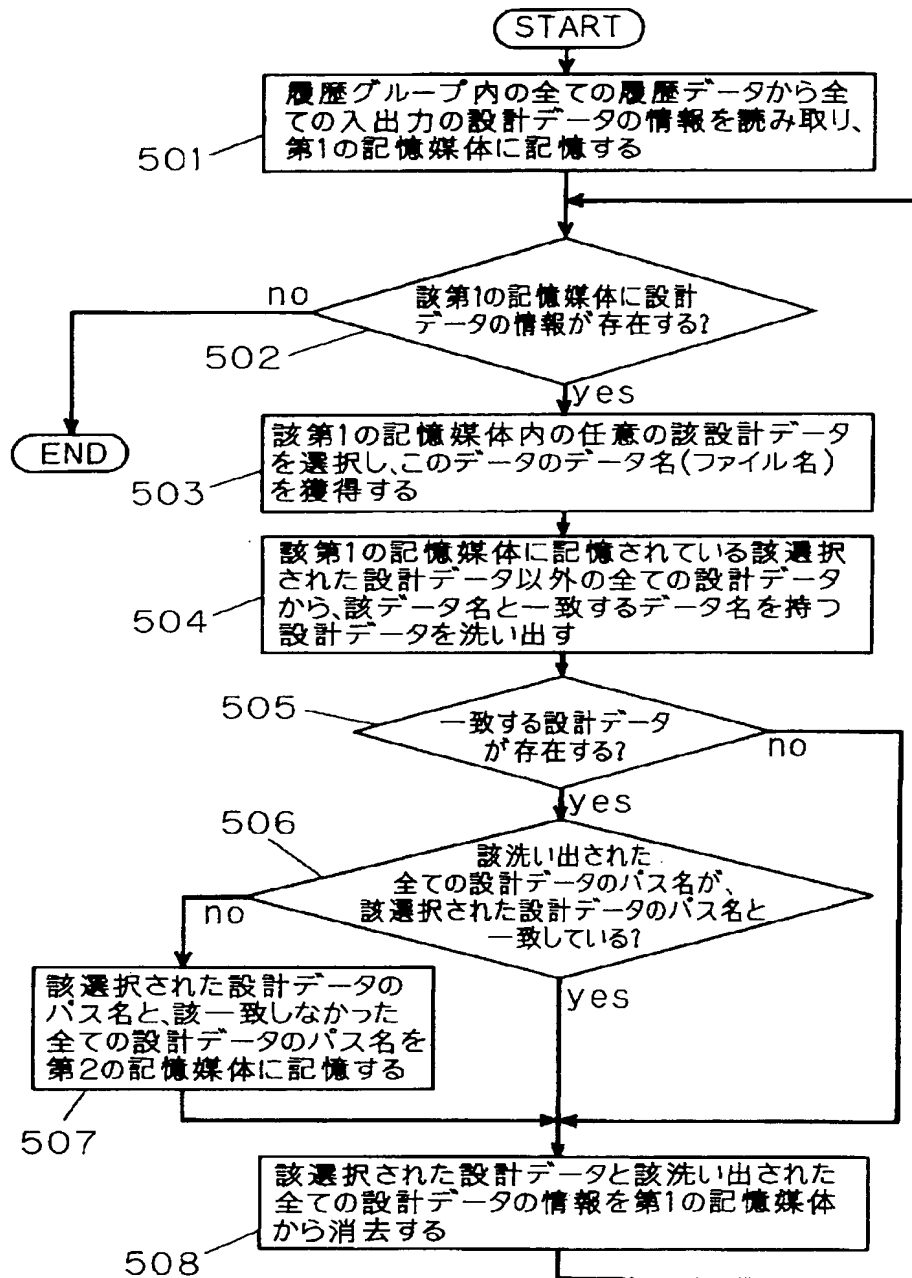 START
履歴グループ内の全ての履歴データから全
ての入出力の設計データの情報を読み取り、
第1の記憶媒体に記憶する
501
no
該第1の記憶媒体に設計
データの情報が存在する?
502
yes
END
該第1の記憶媒体内の任意の該設計データ
を選択し、このデータのデータ名(ファイル名)
を獲得する
503
該第1の記憶媒体に記憶されている該選択
された設計データ以外の全ての設計データ
から、該データ名と一致するデータ名を持つ
設計データを洗い出す
504
505
一致する設計データ
が存在する?
no
yes
506
該洗い出された
全ての設計データのパス名が、
該選択された設計データのパス名と
一致している?
no
yes
該選択された設計データの
パス名と、該一致しなかった
全ての設計データのパス名を
第2の記憶媒体に記憶する
507
該選択された設計データと該洗い出された
全ての設計データの情報を第1の記憶媒体
から消去する
508